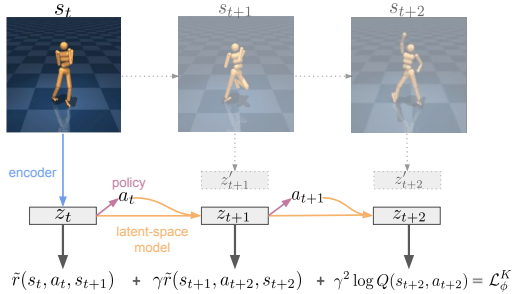 s_t s_{t+1} s_{t+2}
encoder
policy
z'_{t+1} z'_{t+2}
a_t a_{t+1}
z_t z_{t+1} z_{t+2}
latent-space
model
r̃(s_t, a_t, s_{t+1}) + γr̃(s_{t+1}, a_{t+2}, s_{t+2}) + γ² log Q(s_{t+2}, a_{t+2}) = ℒ^K_ϕ